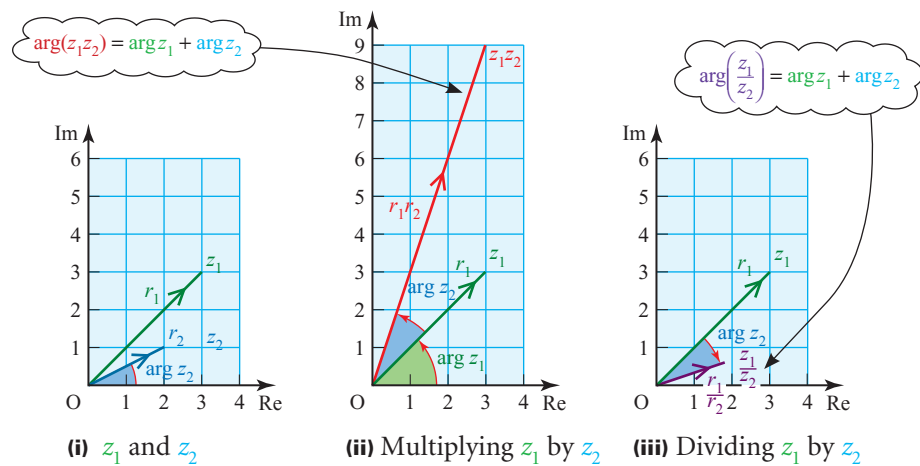 arg(z₁z₂) = arg z₁ + arg z₂
arg(z₁/z₂) = arg z₁ + arg z₂
Im
6
5
4
3
2
1
O
1 2 3 4
Re
z₁
r₁
r₂
z₂
arg z₂
(i) z₁ and z₂
Im
9
8
7
6
5
4
3
2
1
O
1 2 3 4
Re
z₁z₂
r₁r₂
r₁
z₁
arg z₂
arg z₁
(ii) Multiplying z₁ by z₂
Im
6
5
4
3
2
1
O
1 2 3 4
Re
r₁
z₁
arg z₂
z₁/z₂
r₁/r₂
(iii) Dividing z₁ by z₂